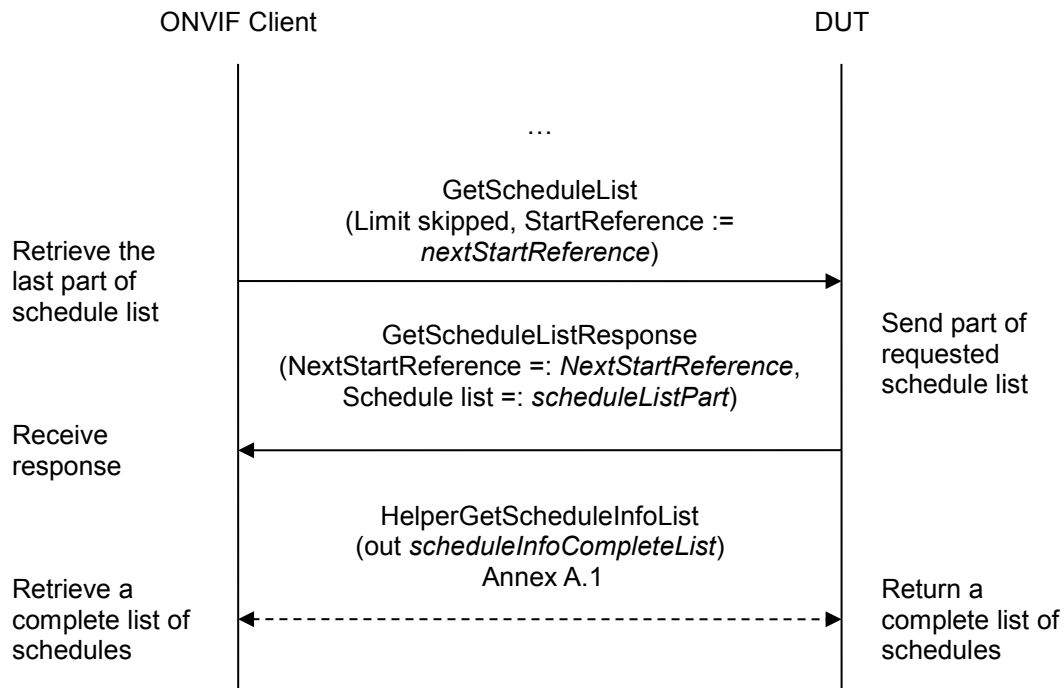 ONVIF Client
DUT
…
GetScheduleList
(Limit skipped, StartReference :=
nextStartReference)
Retrieve the
last part of
schedule list
GetScheduleListResponse
(NextStartReference =: NextStartReference,
Schedule list =: scheduleListPart)
Send part of
requested
schedule list
Receive
response
HelperGetScheduleInfoList
(out scheduleInfoCompleteList)
Annex A.1
Retrieve a
complete list of
schedules
Return a
complete list of
schedules